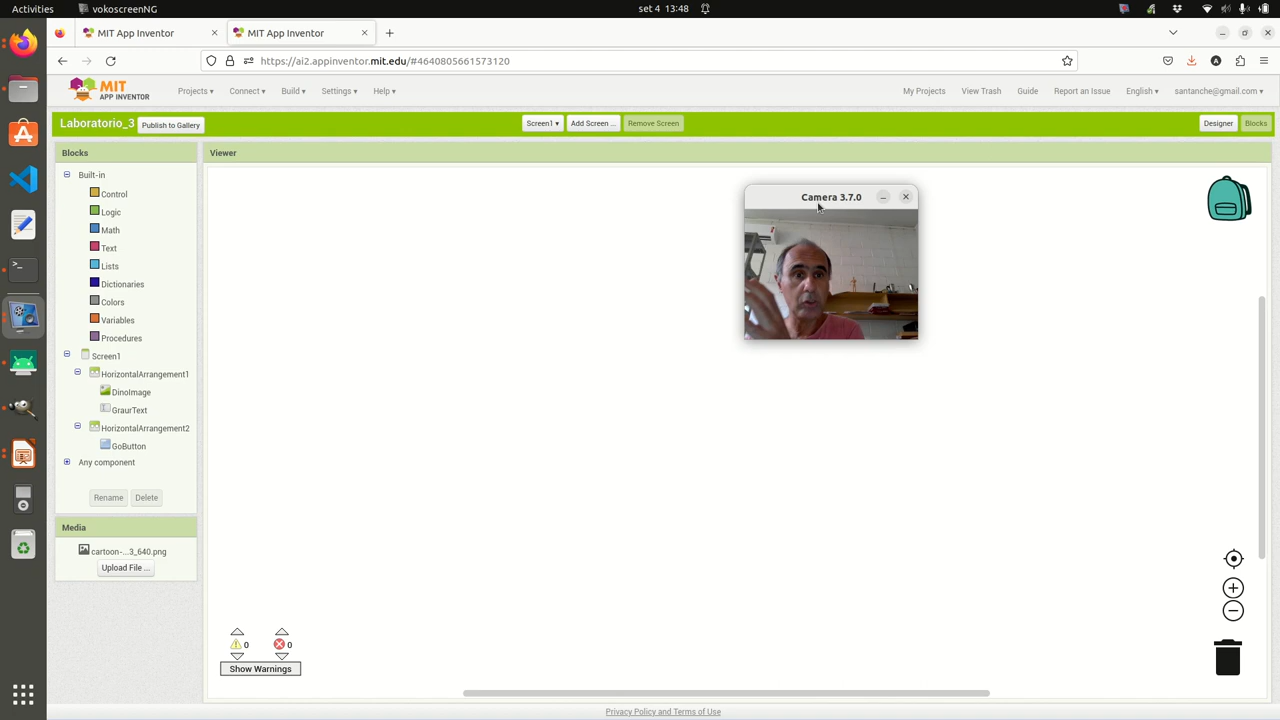 Activities
vokoscreenNG
set 4 13:48
MIT App Inventor
MIT App Inventor
https://ai2.appinventor.mit.edu/#4640805661573120
MIT
APP INVENTOR
Projects ▾
Connect ▾
Build ▾
Settings ▾
Help ▾
My Projects
View Trash
Guide
Report an Issue
English ▾
santanche@gmail.com ▾
Laboratorio_3
Publish to Gallery
Screen1 ▾
Add Screen ...
Remove Screen
Designer
Blocks
Blocks
Viewer
Built-in
Control
Logic
Math
Text
Lists
Dictionaries
Colors
Variables
Procedures
Screen1
HorizontalArrangement1
DinoImage
GraurText
HorizontalArrangement2
GoButton
Any component
Rename
Delete
Media
cartoon-...3_640.png
Upload File ...
Camera 3.7.0
0
0
Show Warnings
Privacy Policy and Terms of Use